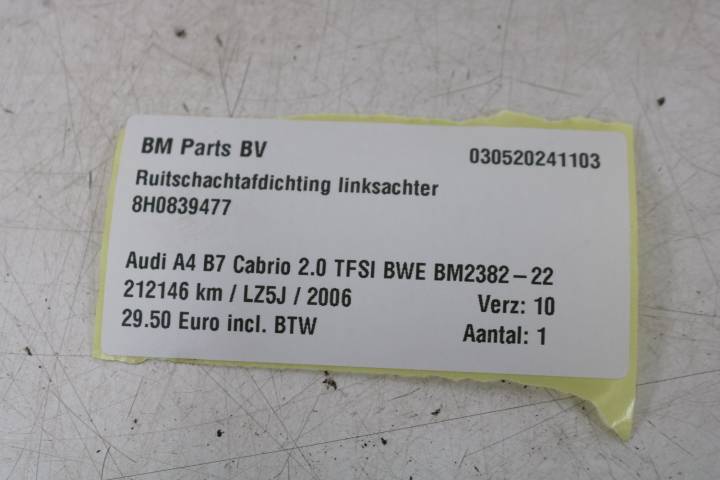 BM Parts BV 030520241103
Ruitschachtafdichting linksachter
8H0839477
Audi A4 B7 Cabrio 2.0 TFSI BWE BM2382-22
212146 km / LZ5J / 2006 Verz: 10
29.50 Euro incl. BTW Aantal: 1